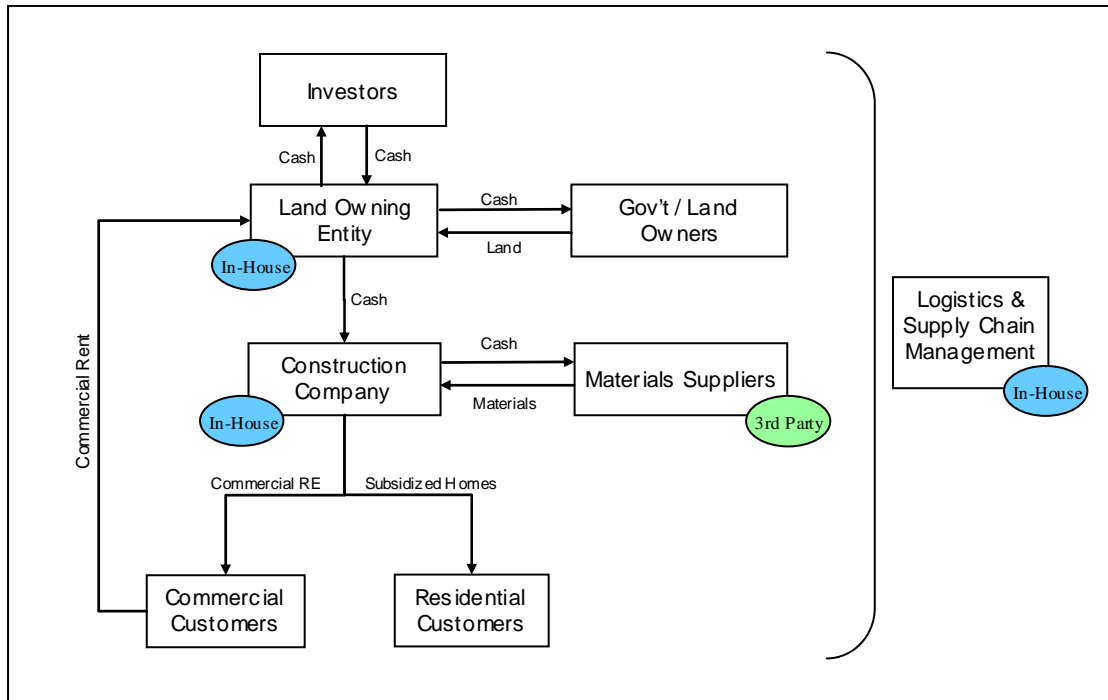 Investors
Cash
Cash
Land Owning
Entity
In-House
Cash
Land
Gov't / Land
Owners
Cash
Construction
Company
In-House
Cash
Materials
Materials Suppliers
3rd Party
Logistics &
Supply Chain
Management
In-House
Commercial Rent
Commercial RE
Subsidized Homes
Commercial
Customers
Residential
Customers